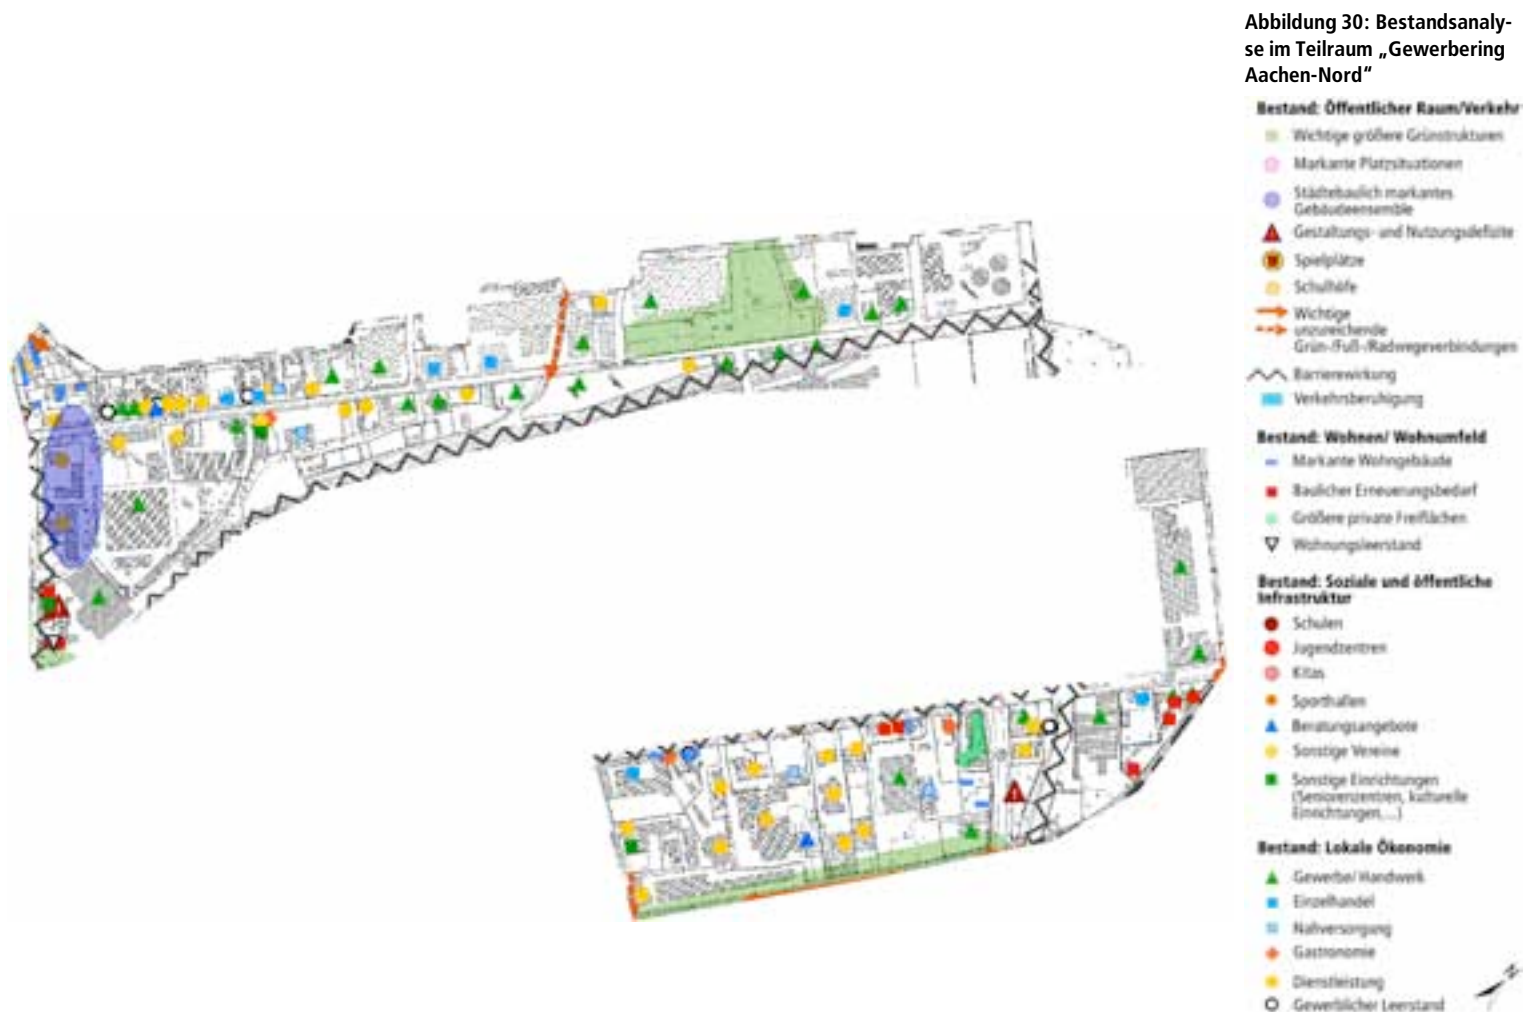 Abbildung 30: Bestandsanaly-
se im Teilraum „Gewerbering
Aachen-Nord“
Bestand: Öffentlicher Raum/Verkehr
Wichtige größere Grünstrukturen
Markante Platzsituationen
Städtebaulich markantes
Gebäudeensemble
Gestaltungs- und Nutzungsdefizite
Spielplätze
Schulhöfe
Wichtige
unzureichende
Grün-/Fuß-/Radwegeverbindungen
Barrierewirkung
Verkehrsberuhigung
Bestand: Wohnen/ Wohnumfeld
Markante Wohngebäude
Baulicher Erneuerungsbedarf
Größere private Freiflächen
Wohnungsleerstand
Bestand: Soziale und öffentliche
Infrastruktur
Schulen
Jugendzentren
Kitas
Sporthallen
Beratungsangebote
Sonstige Vereine
Sonstige Einrichtungen
(Seniorenzentren, kulturelle
Einrichtungen,...)
Bestand: Lokale Ökonomie
Gewerbe/ Handwerk
Einzelhandel
Nahversorgung
Gastronomie
Dienstleistung
Gewerblicher Leerstand
N